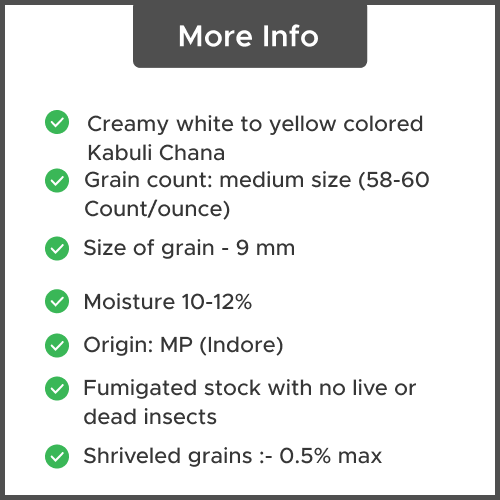 More Info
Creamy white to yellow colored
Kabuli Chana
Grain count: medium size (58-60
Count/ounce)
Size of grain - 9 mm
Moisture 10-12%
Origin: MP (Indore)
Fumigated stock with no live or
dead insects
Shriveled grains :- 0.5% max